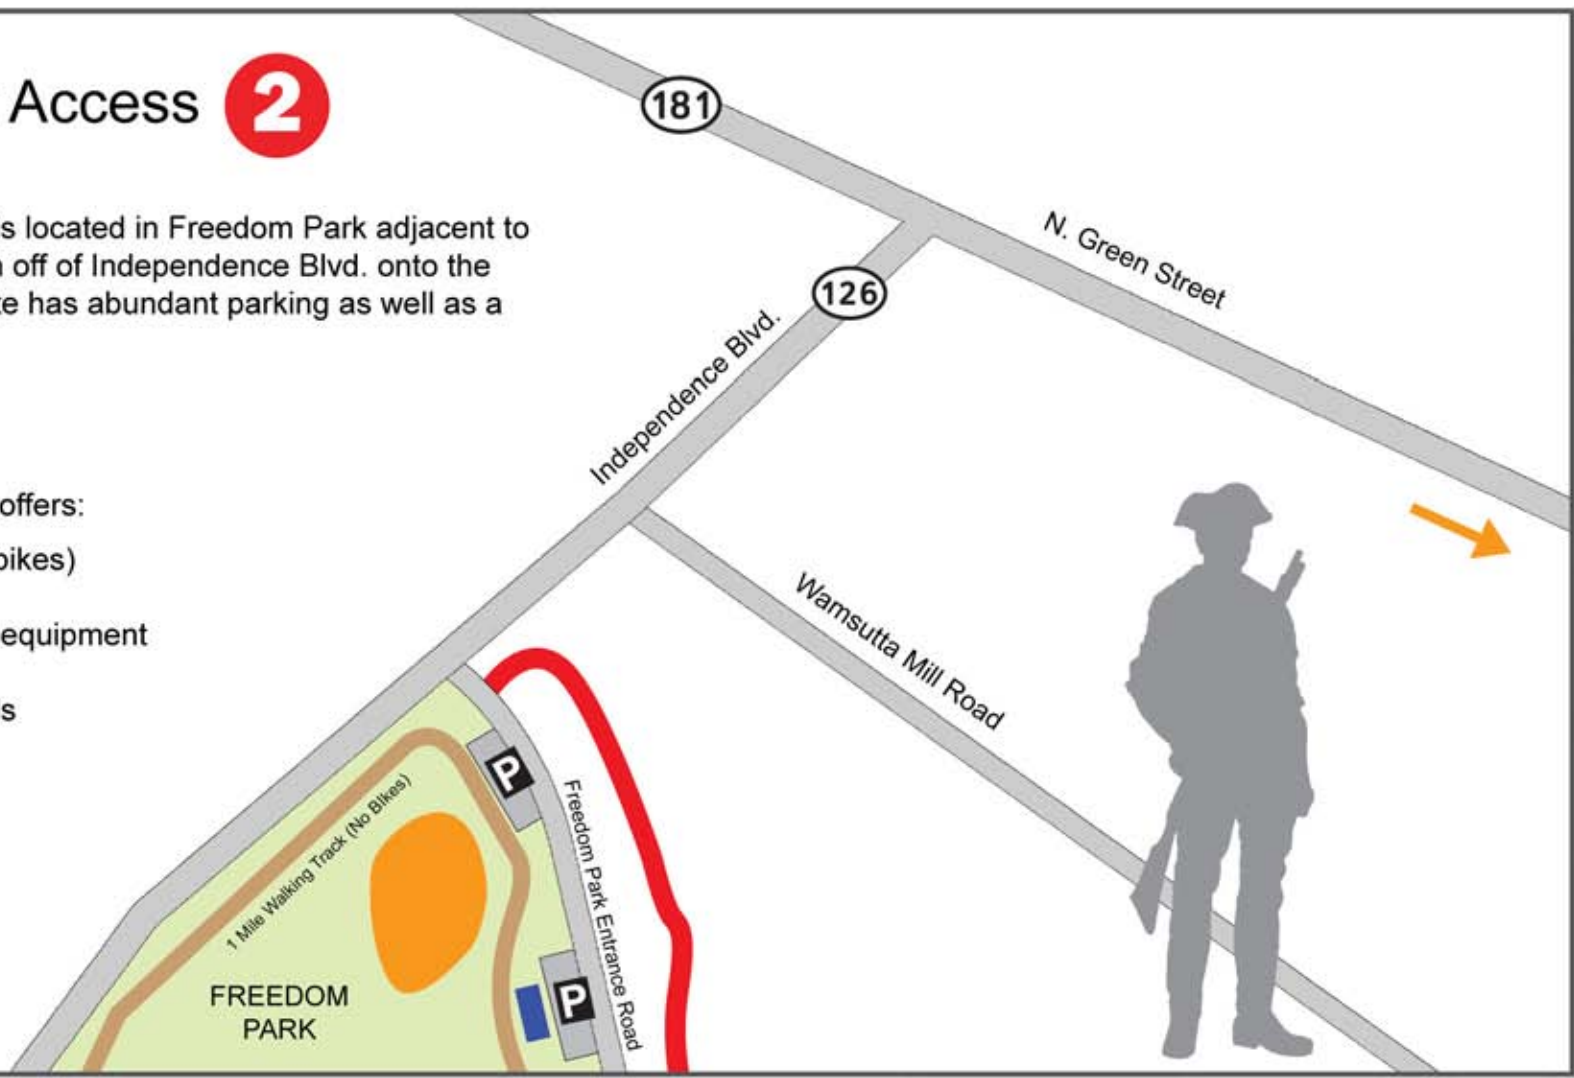 Access 2
s located in Freedom Park adjacent to
off of Independence Blvd. onto the
te has abundant parking as well as a
offers:
bikes)
equipment
s
181
N. Green Street
126
Independence Blvd.
Wamsutta Mill Road
P
Freedom Park Entrance Road
1 Mile Walking Track (No BIkes)
P
FREEDOM
PARK